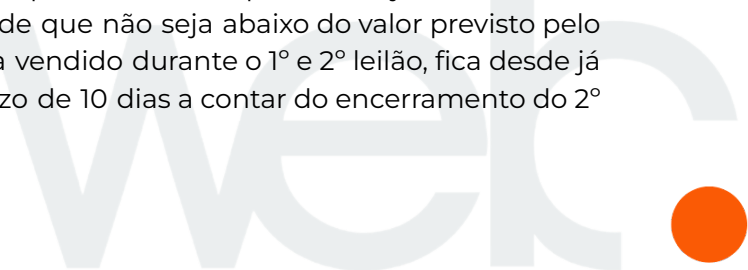 de que não seja abaixo do valor previsto pelo
vendido durante o 1º e 2º leilão, fica desde já
zo de 10 dias a contar do encerramento do 2º
web.